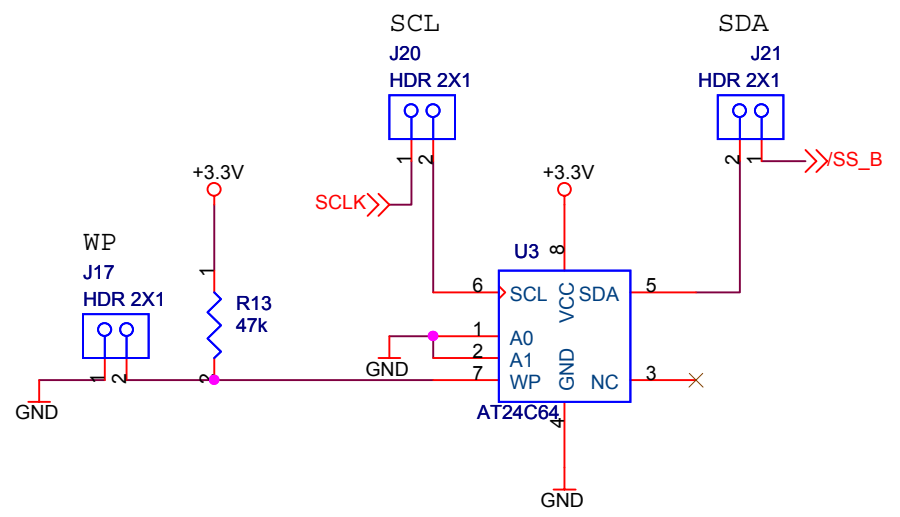 SCL
J20
HDR 2X1
1
2
SCLK
SDA
J21
HDR 2X1
2
1
/SS_B
+3.3V
1
R13
47k
2
WP
J17
HDR 2X1
1
2
GND
+3.3V
8
U3
6
SCL
VCC
SDA
5
1
A0
2
A1
GND
7
WP
GND
NC
3
AT24C64
4
GND